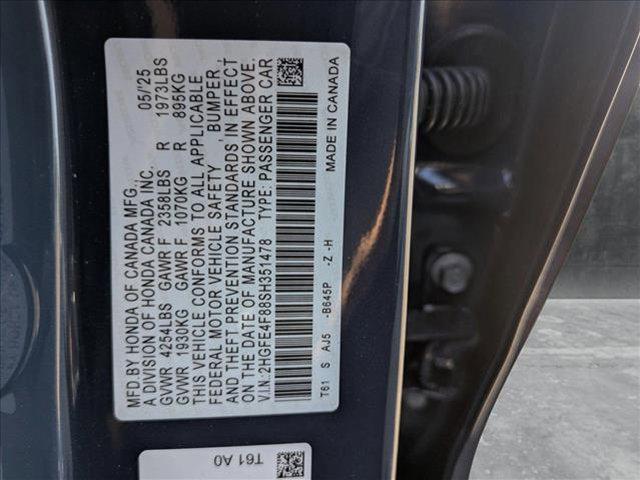 MFD.BY HONDA OF CANADA MFG., 05/'25
A DIVISION OF HONDA CANADA INC.
GVWR 4254LBS GAWR F 2358LBS R 1973LBS
GVWR 1930KG GAWR F 1070KG R 895KG
THIS VEHICLE CONFORMS TO ALL APPLICABLE
FEDERAL MOTOR VEHICLE SAFETY, BUMPER,
AND THEFT PREVENTION STANDARDS IN EFFECT
ON THE DATE OF MANUFACTURE SHOWN ABOVE.
V.I.N.:2HGFE4F88SH351478 TYPE: PASSENGER CAR
T61 S AJ5 -B645P -Z -H MADE IN CANADA
T61 A0